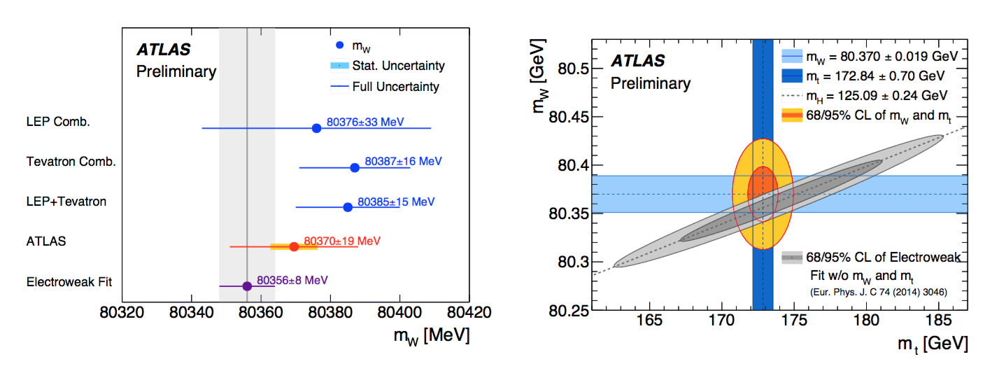 ATLAS
Preliminary
m_W
Stat. Uncertainty
Full Uncertainty
LEP Comb.
80376±33 MeV
Tevatron Comb.
80387±16 MeV
LEP+Tevatron
80385±15 MeV
ATLAS
80370±19 MeV
Electroweak Fit
80356±8 MeV
80320 80340 80360 80380 80400 80420
m_W [MeV]
m_W [GeV]
80.5
80.45
80.4
80.35
80.3
80.25
ATLAS
Preliminary
m_W = 80.370 ± 0.019 GeV
m_t = 172.84 ± 0.70 GeV
m_H = 125.09 ± 0.24 GeV
68/95% CL of m_W and m_t
68/95% CL of Electroweak
Fit w/o m_W and m_t
(Eur. Phys. J. C 74 (2014) 3046)
165 170 175 180 185
m_t [GeV]